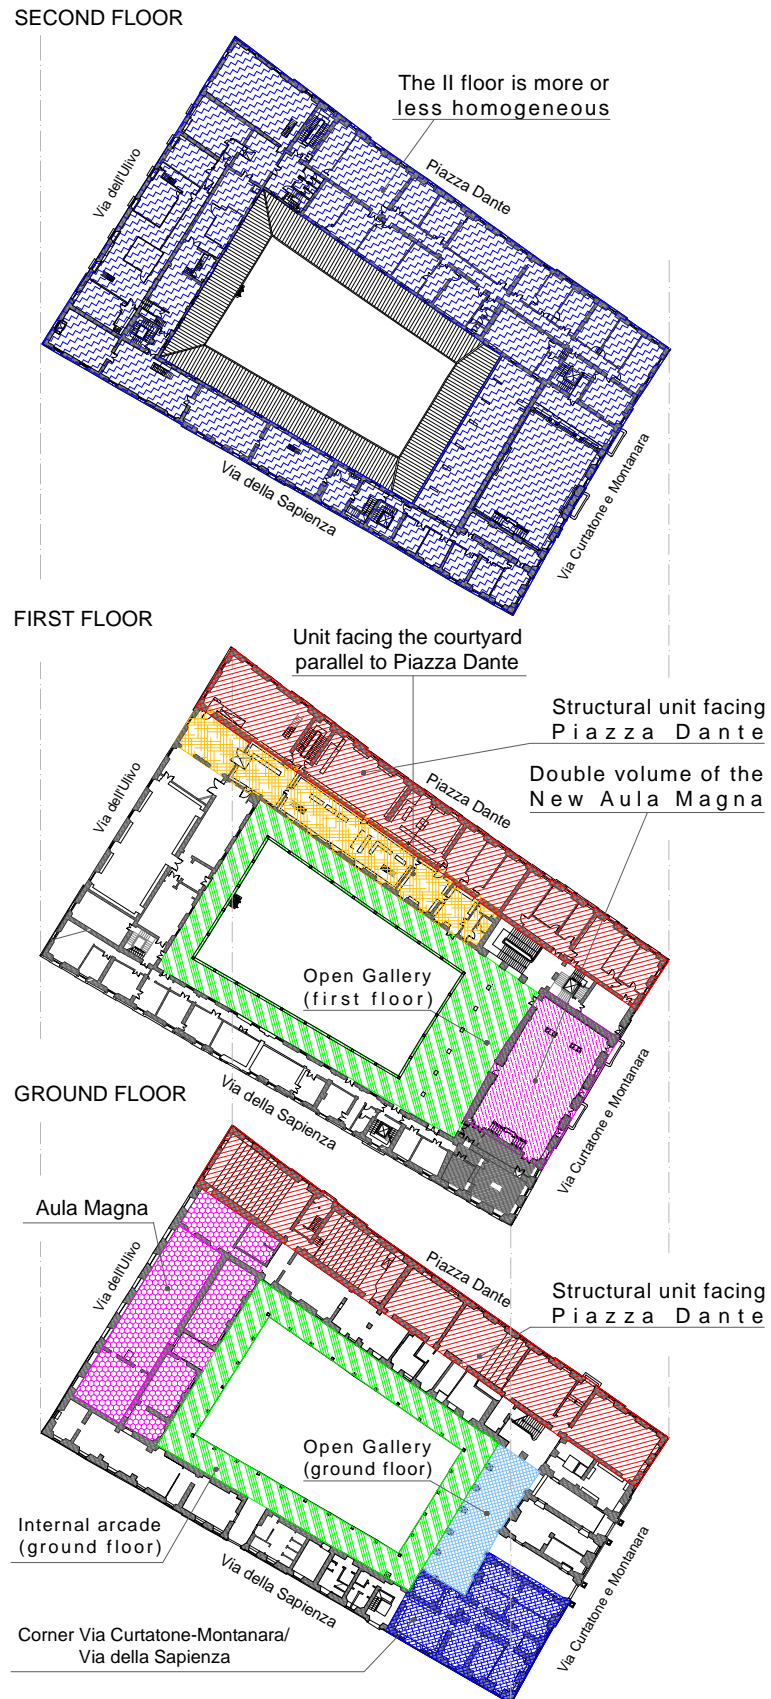 SECOND FLOOR
The II floor is more or
less homogeneous
Piazza Dante
Via dell'Ulivo
Via della Sapienza
Via Curtatone e Montanara
FIRST FLOOR
Unit facing the courtyard
parallel to Piazza Dante
Structural unit facing
Piazza Dante
Double volume of the
New Aula Magna
Piazza Dante
Via dell'Ulivo
Open Gallery
(first floor)
Via della Sapienza
Via Curtatone e Montanara
GROUND FLOOR
Aula Magna
Via dell'Ulivo
Piazza Dante
Structural unit facing
Piazza Dante
Open Gallery
(ground floor)
Internal arcade
(ground floor)
Via della Sapienza
Via Curtatone e Montanara
Corner Via Curtatone-Montanara/
Via della Sapienza